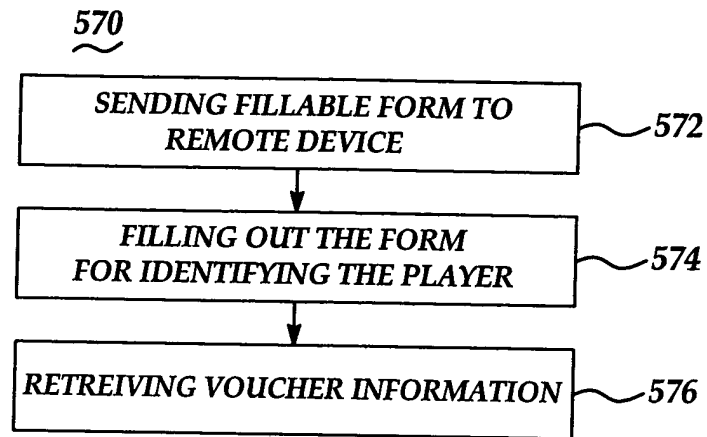 570
SENDING FILLABLE FORM TO
REMOTE DEVICE
572
FILLING OUT THE FORM
FOR IDENTIFYING THE PLAYER
574
RETREIVING VOUCHER INFORMATION
576